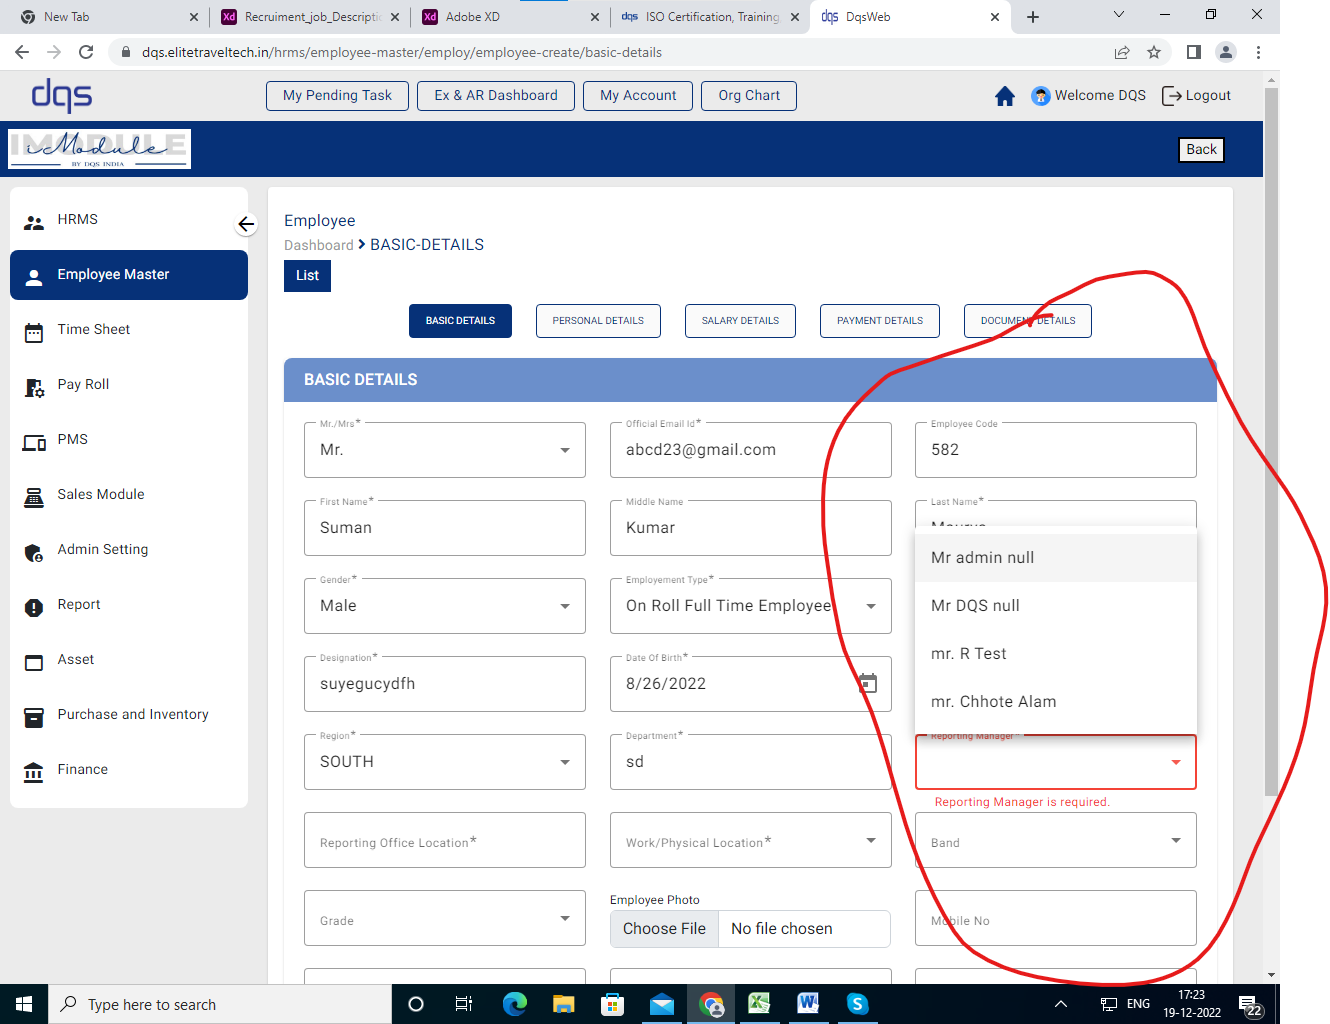 New Tab
Recruiment_job_Descripti
Adobe XD
dqs ISO Certification, Training
dqs DqsWeb
dqs.elitetraveltech.in/hrms/employee-master/employ/employee-create/basic-details
dqs
My Pending Task
Ex & AR Dashboard
My Account
Org Chart
Welcome DQS
Logout
IMODULE
iModule
BY DQS INDIA
Back
HRMS
Employee Master
Time Sheet
Pay Roll
PMS
Sales Module
Admin Setting
Report
Asset
Purchase and Inventory
Finance
Employee
Dashboard > BASIC-DETAILS
List
BASIC DETAILS
PERSONAL DETAILS
SALARY DETAILS
PAYMENT DETAILS
DOCUMENT DETAILS
BASIC DETAILS
Mr./Mrs*
Mr.
Official Email Id*
abcd23@gmail.com
Employee Code
582
First Name*
Suman
Middle Name
Kumar
Last Name*
Mourya
Gender*
Male
Employement Type*
On Roll Full Time Employee
Mr admin null
Mr DQS null
mr. R Test
mr. Chhote Alam
Designation*
suyegucydfh
Date Of Birth*
8/26/2022
Region*
SOUTH
Department*
sd
Reporting Manager*
Reporting Manager is required.
Reporting Office Location*
Work/Physical Location*
Band
Grade
Employee Photo
Choose File
No file chosen
Mobile No
Type here to search
ENG
17:23
19-12-2022
22